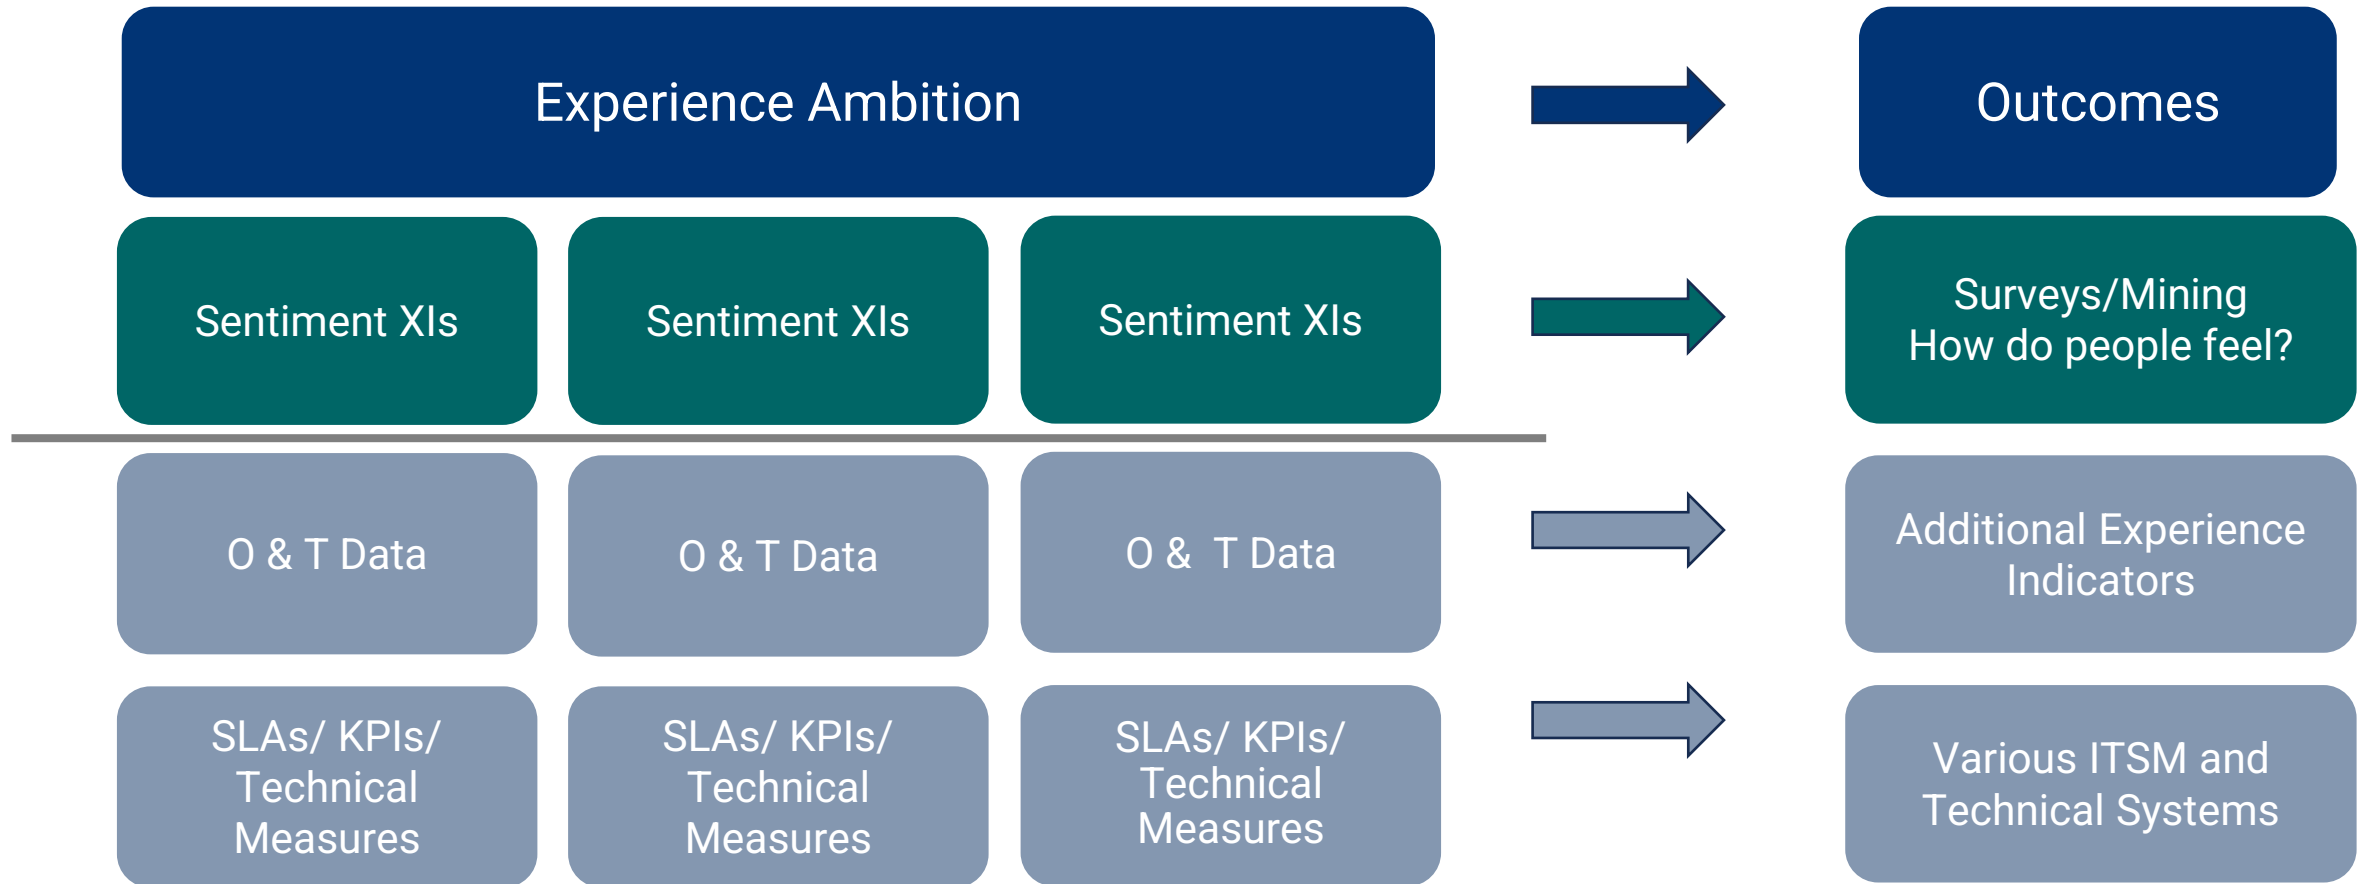 Experience Ambition
Outcomes
Sentiment XIs
Sentiment XIs
Sentiment XIs
Surveys/Mining
How do people feel?
O & T Data
O & T Data
O &  T Data
Additional Experience
Indicators
SLAs/ KPIs/
Technical
Measures
SLAs/ KPIs/
Technical
Measures
SLAs/ KPIs/
Technical
Measures
Various ITSM and
Technical Systems